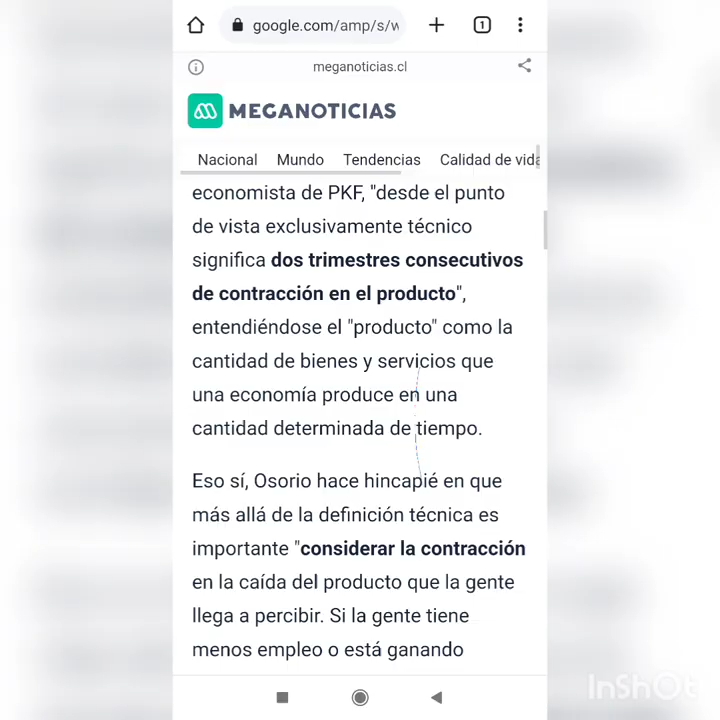 google.com/amp/s/w
1
meganoticias.cl
MEGANOTICIAS
Nacional Mundo Tendencias Calidad de vida
economista de PKF, "desde el punto
de vista exclusivamente técnico
significa dos trimestres consecutivos
de contracción en el producto",
entendiéndose el "producto" como la
cantidad de bienes y servicios que
una economía produce en una
cantidad determinada de tiempo.
Eso sí, Osorio hace hincapié en que
más allá de la definición técnica es
importante "considerar la contracción
en la caída del producto que la gente
llega a percibir. Si la gente tiene
menos empleo o está ganando
InShOt